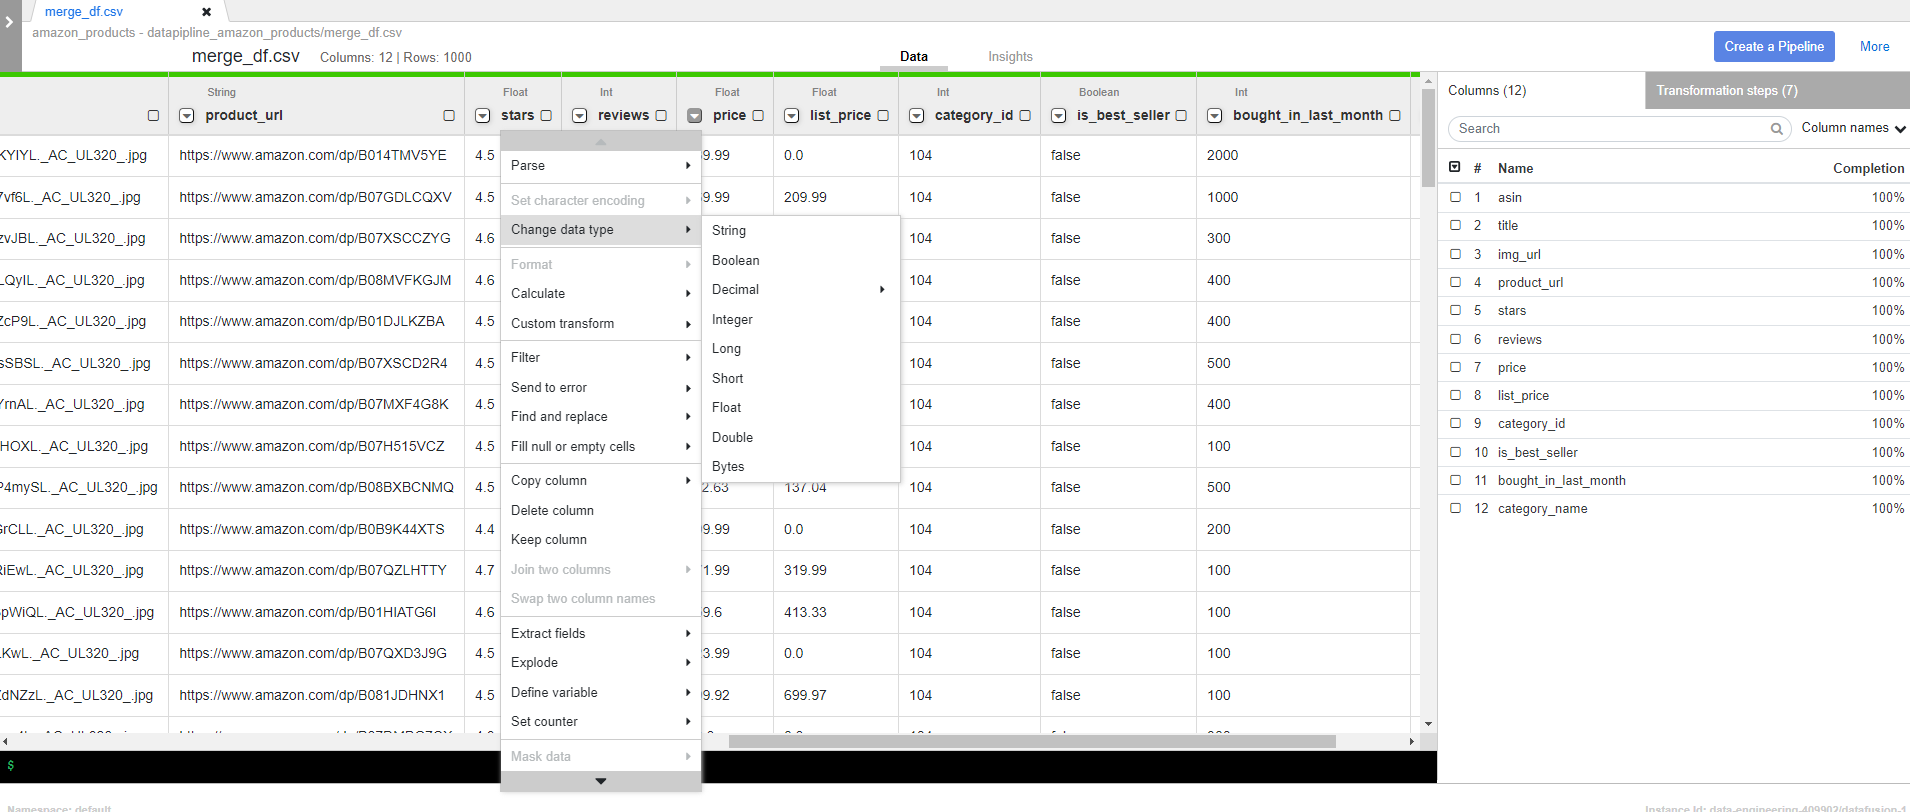 merge_df.csv
amazon_products - datapipline_amazon_products/merge_df.csv
merge_df.csv Columns: 12 | Rows: 1000
Data Insights
Create a Pipeline More
String Float Int Float Float Int Boolean Int
product_url stars reviews price list_price category_id is_best_seller bought_in_last_month
KYIYL._AC_UL320_.jpg https://www.amazon.com/dp/B014TMV5YE 4.5 9.99 0.0 104 false 2000
7vf6L._AC_UL320_.jpg https://www.amazon.com/dp/B07GDLCQXV 4.5 9.99 209.99 104 false 1000
zvJBL._AC_UL320_.jpg https://www.amazon.com/dp/B07XSCCZYG 4.6 104 false 300
LQyIL._AC_UL320_.jpg https://www.amazon.com/dp/B08MVFKGJM 4.6 104 false 400
ZcP9L._AC_UL320_.jpg https://www.amazon.com/dp/B01DJLKZBA 4.5 104 false 400
sSBSL._AC_UL320_.jpg https://www.amazon.com/dp/B07XSCD2R4 4.5 104 false 500
YrnAL._AC_UL320_.jpg https://www.amazon.com/dp/B07MXF4G8K 4.5 104 false 400
HOXL._AC_UL320_.jpg https://www.amazon.com/dp/B07H515VCZ 4.5 104 false 100
P4mySL._AC_UL320_.jpg https://www.amazon.com/dp/B08BXBCNMQ 4.5 2.63 137.04 104 false 500
GrCLL._AC_UL320_.jpg https://www.amazon.com/dp/B0B9K44XTS 4.4 9.99 0.0 104 false 200
RiEwL._AC_UL320_.jpg https://www.amazon.com/dp/B07QZLHTTY 4.7 1.99 319.99 104 false 100
pWiQL._AC_UL320_.jpg https://www.amazon.com/dp/B01HIATG6I 4.6 9.6 413.33 104 false 100
KwL._AC_UL320_.jpg https://www.amazon.com/dp/B07QXD3J9G 4.5 3.99 0.0 104 false 100
ZdNZzL._AC_UL320_.jpg https://www.amazon.com/dp/B081JDHNX1 4.5 9.92 699.97 104 false 100
Parse
Set character encoding
Change data type
Format
Calculate
Custom transform
Filter
Send to error
Find and replace
Fill null or empty cells
Copy column
Delete column
Keep column
Join two columns
Swap two column names
Extract fields
Explode
Define variable
Set counter
Mask data
String
Boolean
Decimal
Integer
Long
Short
Float
Double
Bytes
Columns (12) Transformation steps (7)
Search Column names
# Name Completion
1 asin 100%
2 title 100%
3 img_url 100%
4 product_url 100%
5 stars 100%
6 reviews 100%
7 price 100%
8 list_price 100%
9 category_id 100%
10 is_best_seller 100%
11 bought_in_last_month 100%
12 category_name 100%
$
Namespace: default
Instance Id: data-engineering-409902/datafusion-1